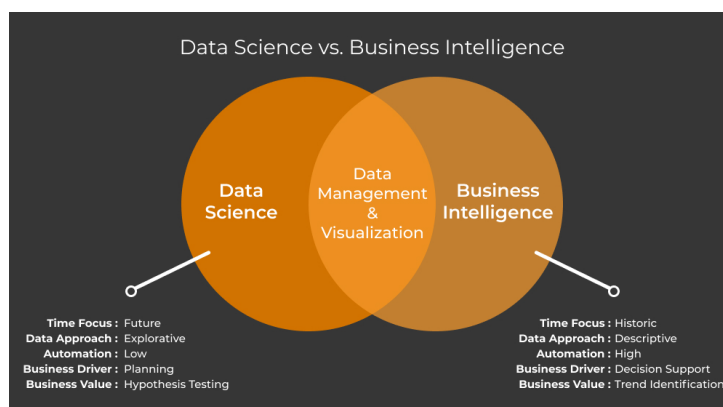 Data Science vs. Business Intelligence
Data
Science
Data
Management
&
Visualization
Business
Intelligence
Time Focus : Future
Data Approach : Explorative
Automation : Low
Business Driver : Planning
Business Value : Hypothesis Testing
Time Focus : Historic
Data Approach : Descriptive
Automation : High
Business Driver : Decision Support
Business Value : Trend Identification